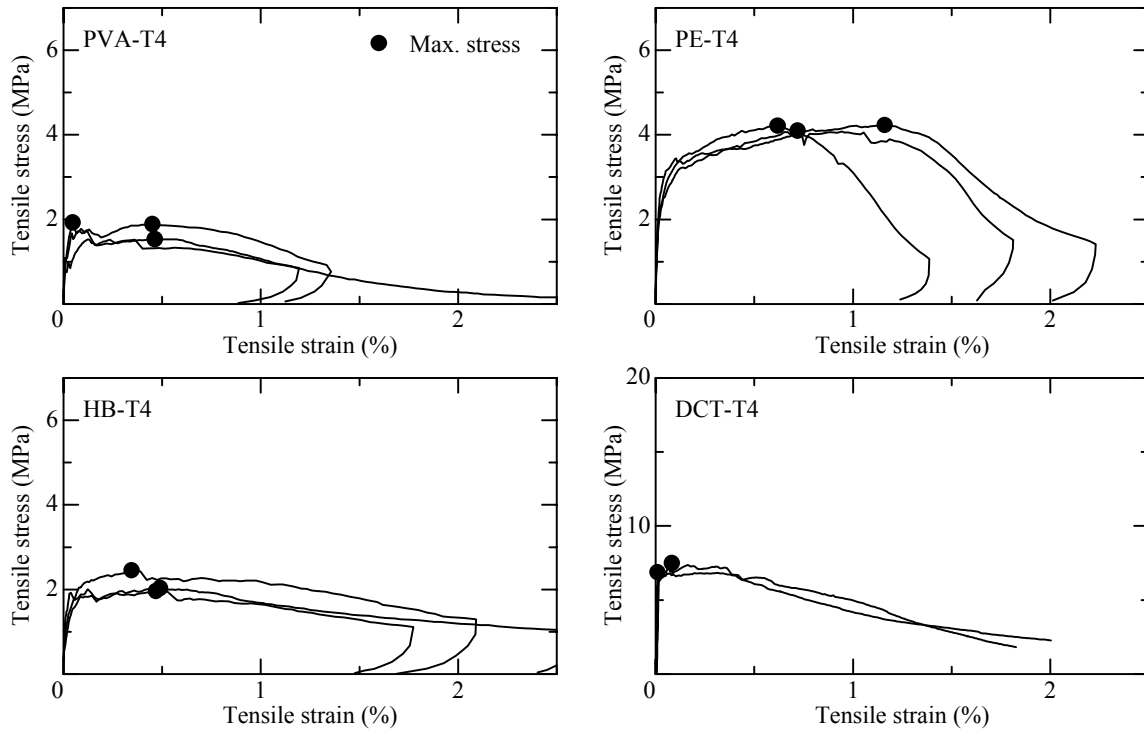 PVA-T4
Max. stress
Tensile stress (MPa)
6
4
2
0
1
2
Tensile strain (%)
PE-T4
Tensile stress (MPa)
6
4
2
0
1
2
Tensile strain (%)
HB-T4
Tensile stress (MPa)
6
4
2
0
1
2
Tensile strain (%)
DCT-T4
Tensile stress (MPa)
20
10
0
1
2
Tensile strain (%)